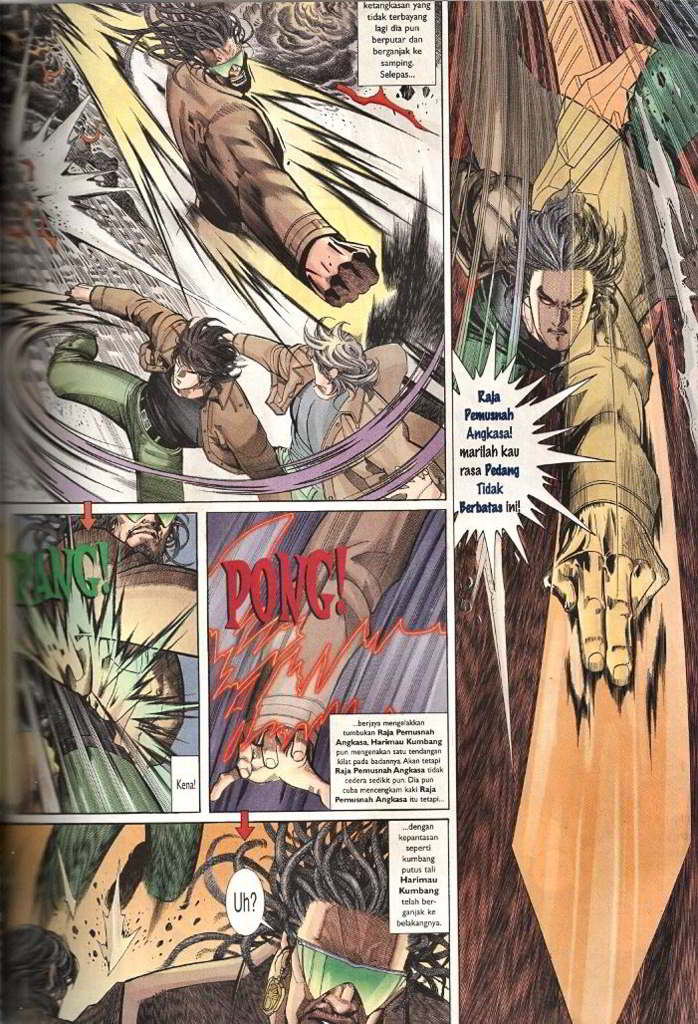 ketangkasan yang
tidak terbayang
lagi dia pun
berputar dan
berganjak ke
samping.
Selepas...
PANG!
Kena!
PONG!
...berjaya mengelakkan
tumbukan Raja Pemusnah
Angkasa, Harimau Kumbang
pun mengenakan satu tendangan
kilat pada badannya. Akan tetapi
Raja Pemusnah Angkasa tidak
cedera sedikit pun. Dia pun
cuba mencengkam kaki Raja
Pemusnah Angkasa itu tetapi...
...dengan
kepantasan
seperti
kumbang
putus tali
Harimau
Kumbang
telah ber-
ganjak ke
belakangnya.
Uh?
Raja
Pemusnah
Angkasa!
marilah kau
rasa Pedang
Tidak
Berbatas ini!